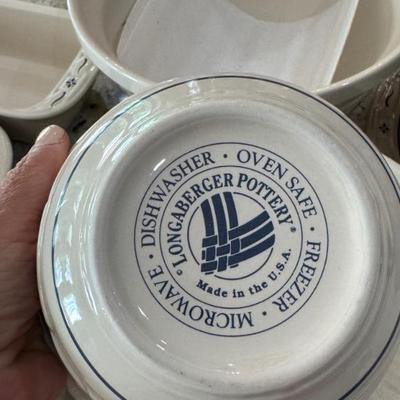 DISHWASHER · OVEN SAFE · FREEZER · MICROWAVE ·
LONGABERGER POTTERY®
Made in the U.S.A.